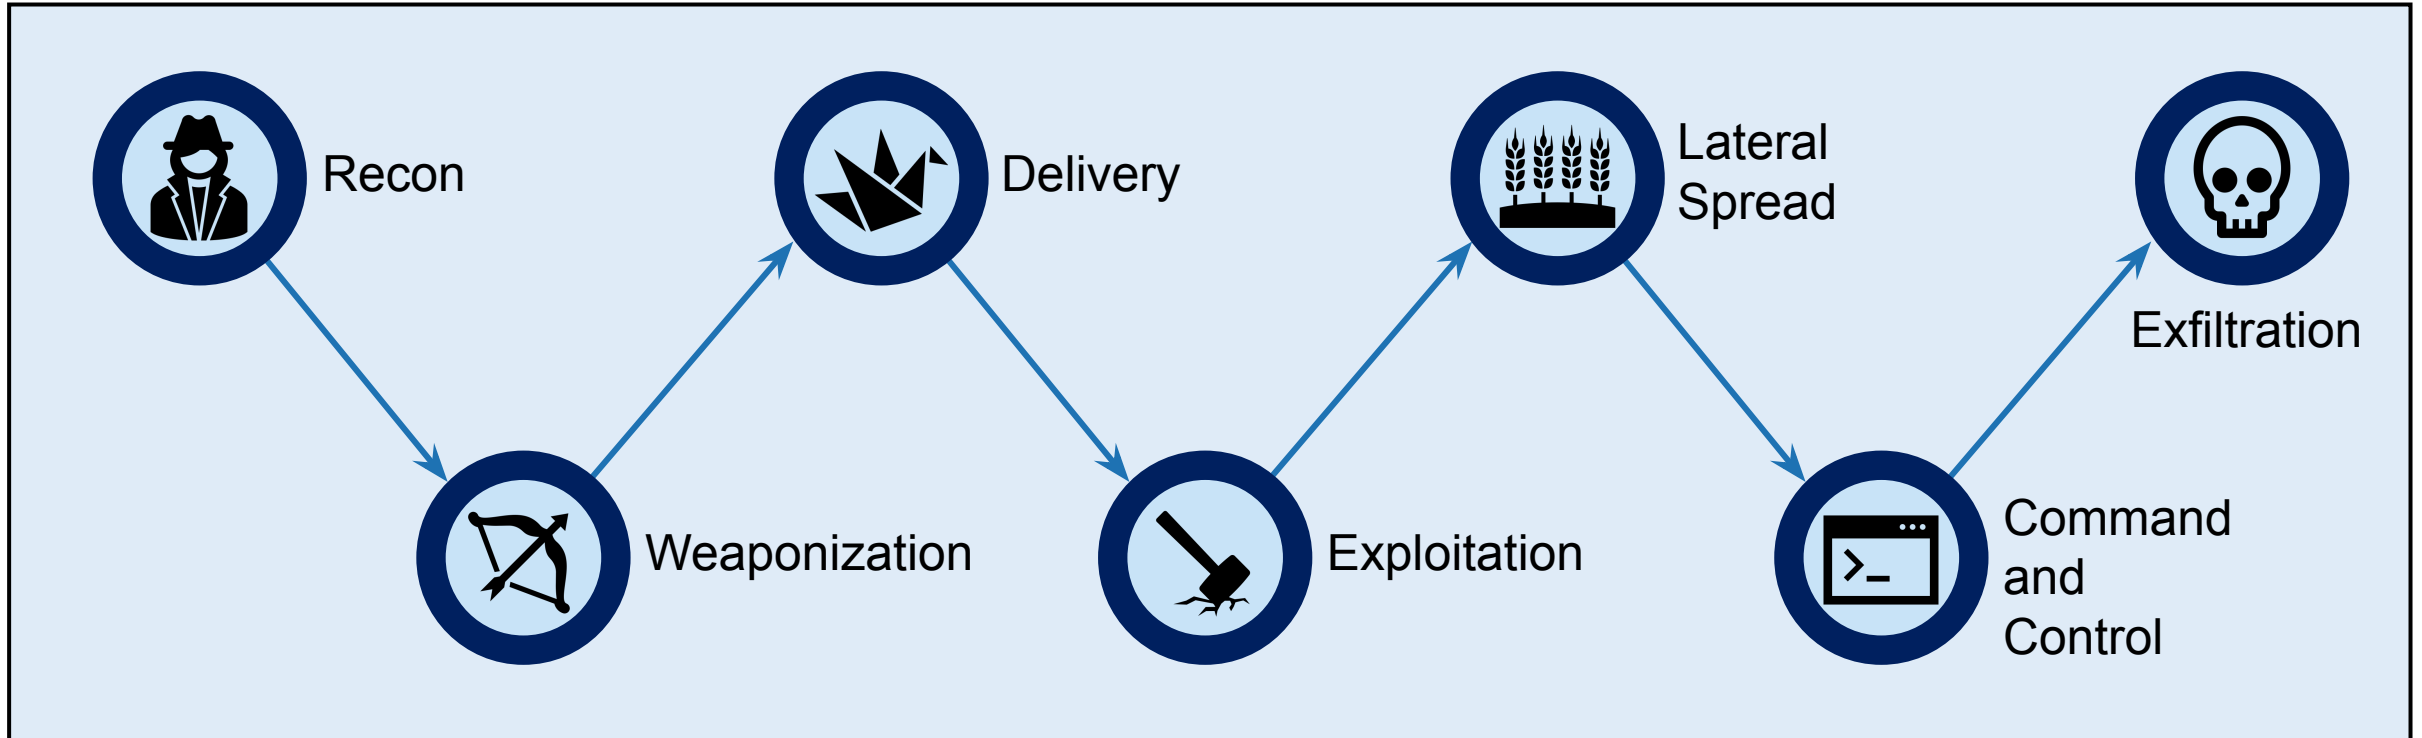 Recon
Weaponization
Delivery
Exploitation
Lateral
Spread
Command
and
Control
Exfiltration